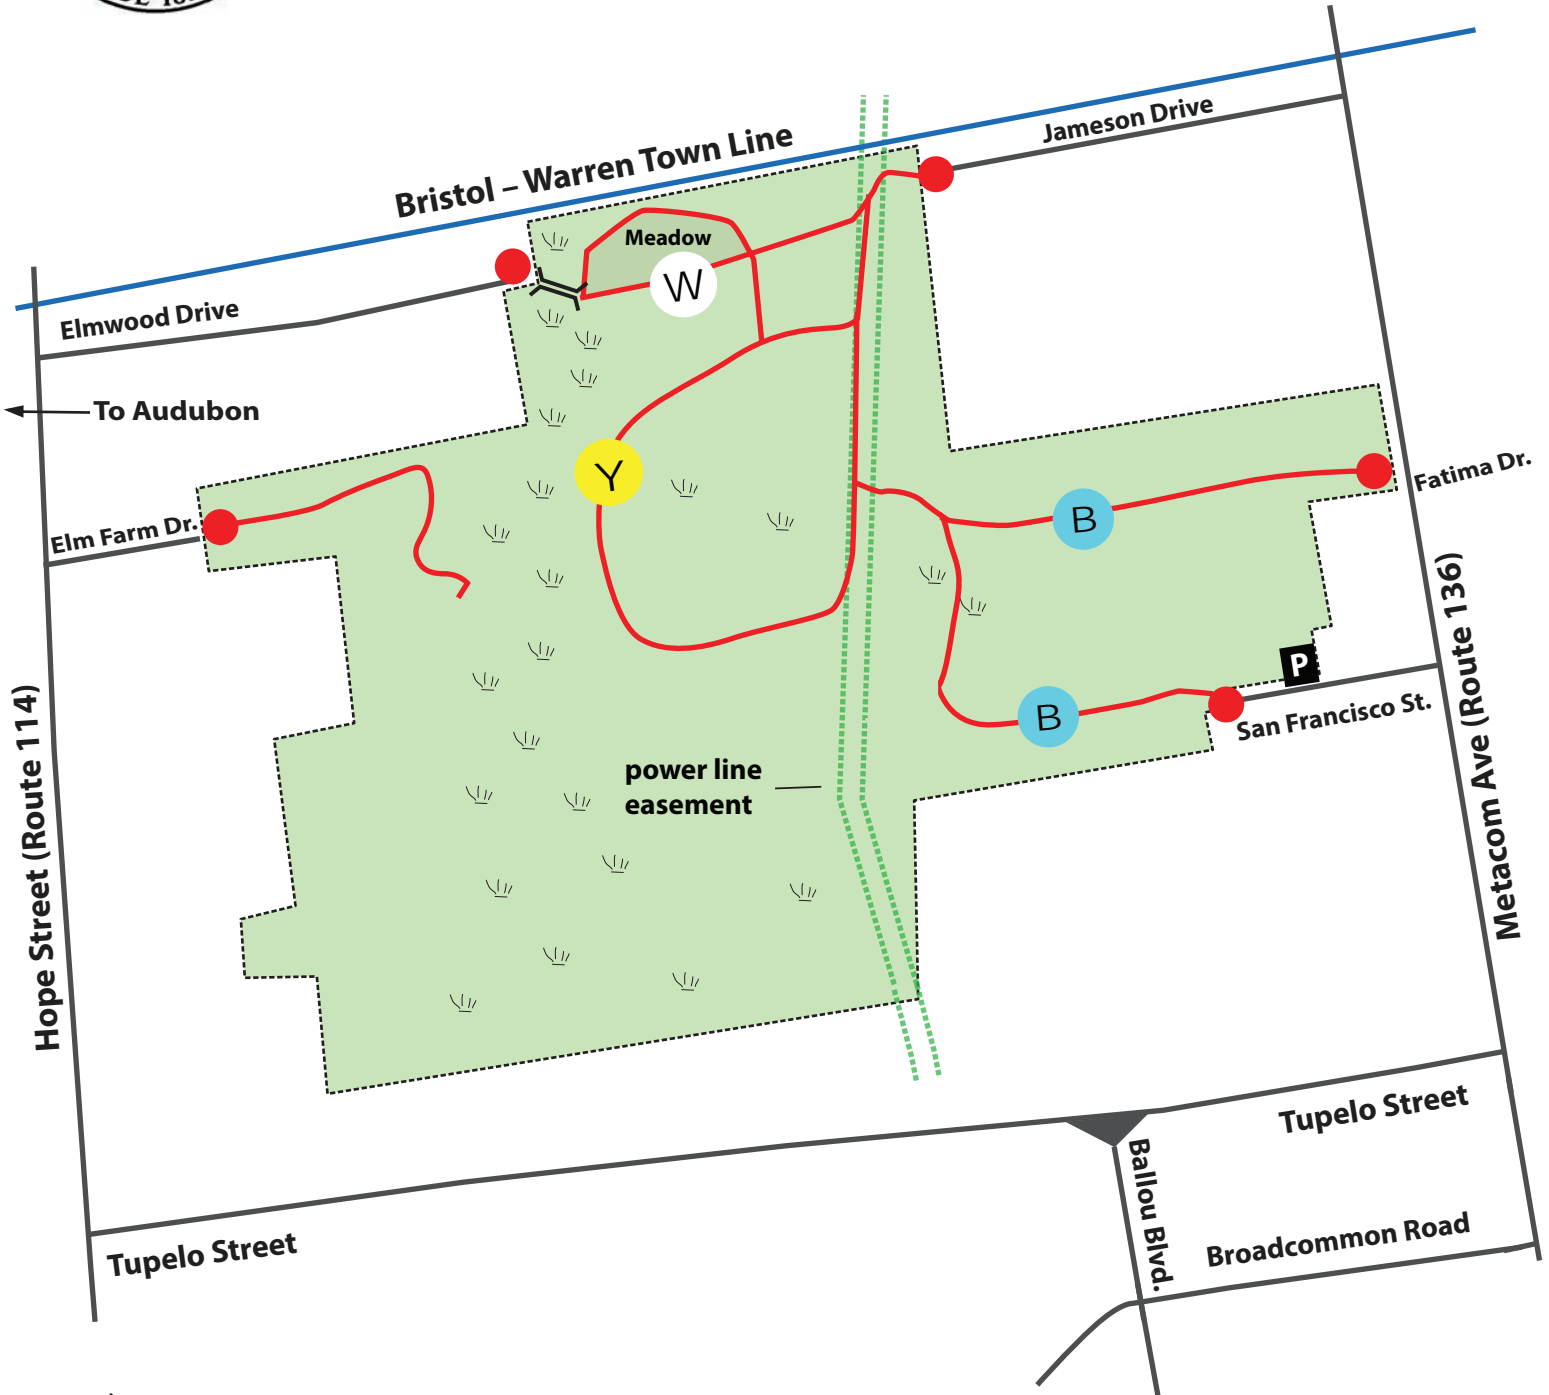 Jameson Drive
Bristol – Warren Town Line
Meadow
W
Elmwood Drive
To Audubon
Y
Fatima Dr.
B
Elm Farm Dr.
P
B
San Francisco St.
Metacom Ave (Route 136)
Hope Street (Route 114)
power line
easement
Tupelo Street
Ballou Blvd.
Broadcommon Road
Tupelo Street